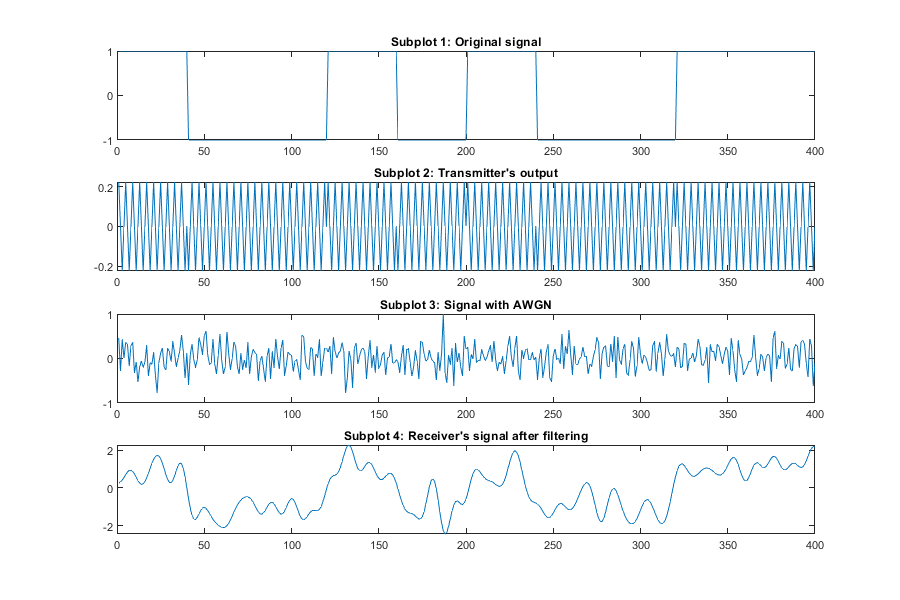 Subplot 1: Original signal
1
0
-1
0 50 100 150 200 250 300 350 400
Subplot 2: Transmitter's output
0.2
0
-0.2
0 50 100 150 200 250 300 350 400
Subplot 3: Signal with AWGN
1
0
-1
0 50 100 150 200 250 300 350 400
Subplot 4: Receiver's signal after filtering
2
0
-2
0 50 100 150 200 250 300 350 400